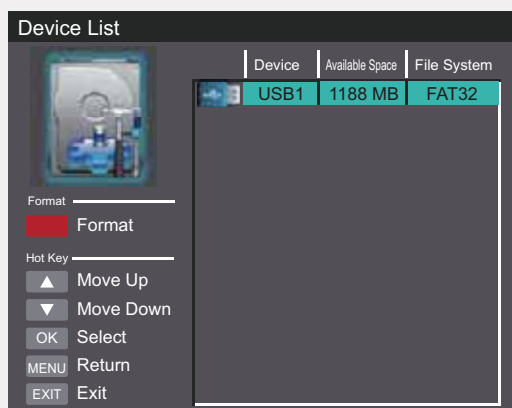 Device List
Device Available Space File System
USB1 1188 MB FAT32
Format
Format
Hot Key
Move Up
Move Down
OK Select
MENU Return
EXIT Exit